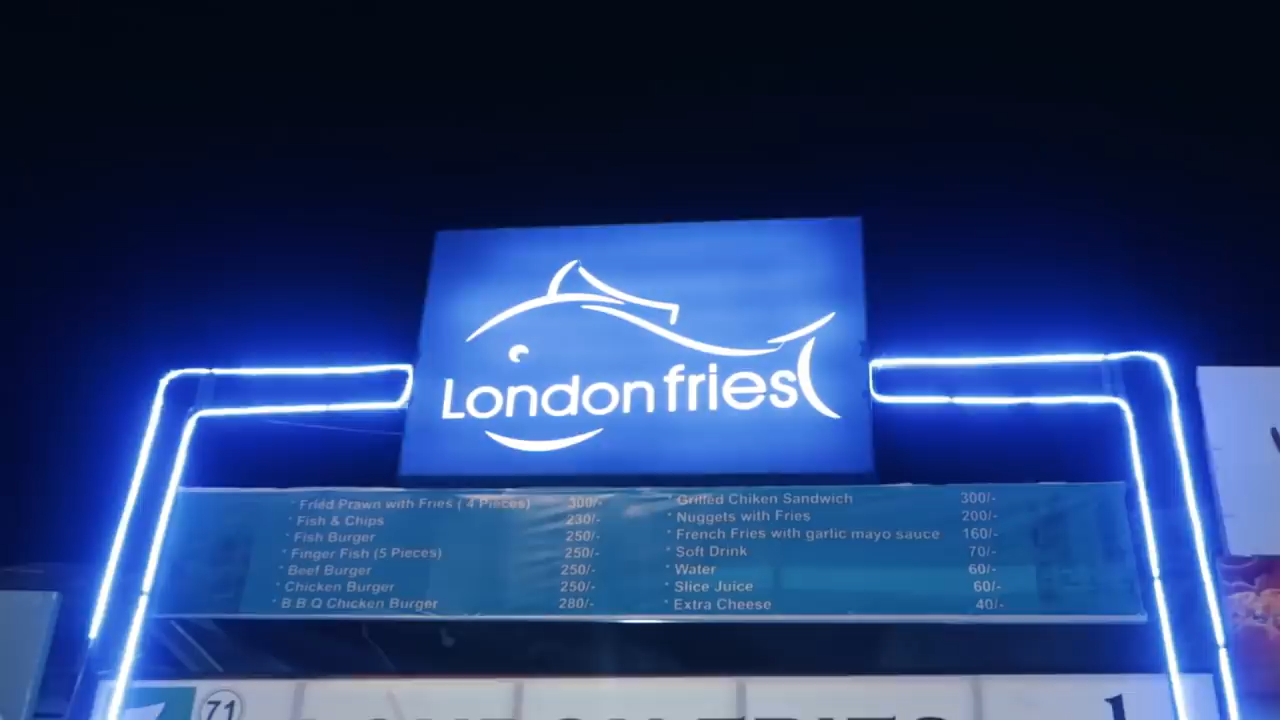 London fries
* Fried Prawn with Fries ( 4 Pieces) 300/-
* Fish & Chips 230/-
* Fish Burger 250/-
* Finger Fish (5 Pieces) 250/-
* Beef Burger 250/-
* Chicken Burger 250/-
* B B Q Chicken Burger 280/-
* Grilled Chiken Sandwich 300/-
* Nuggets with Fries 200/-
* French Fries with garlic mayo sauce 160/-
* Soft Drink 70/-
* Water 60/-
* Slice Juice 60/-
* Extra Cheese 40/-
71
LONDON FRIES